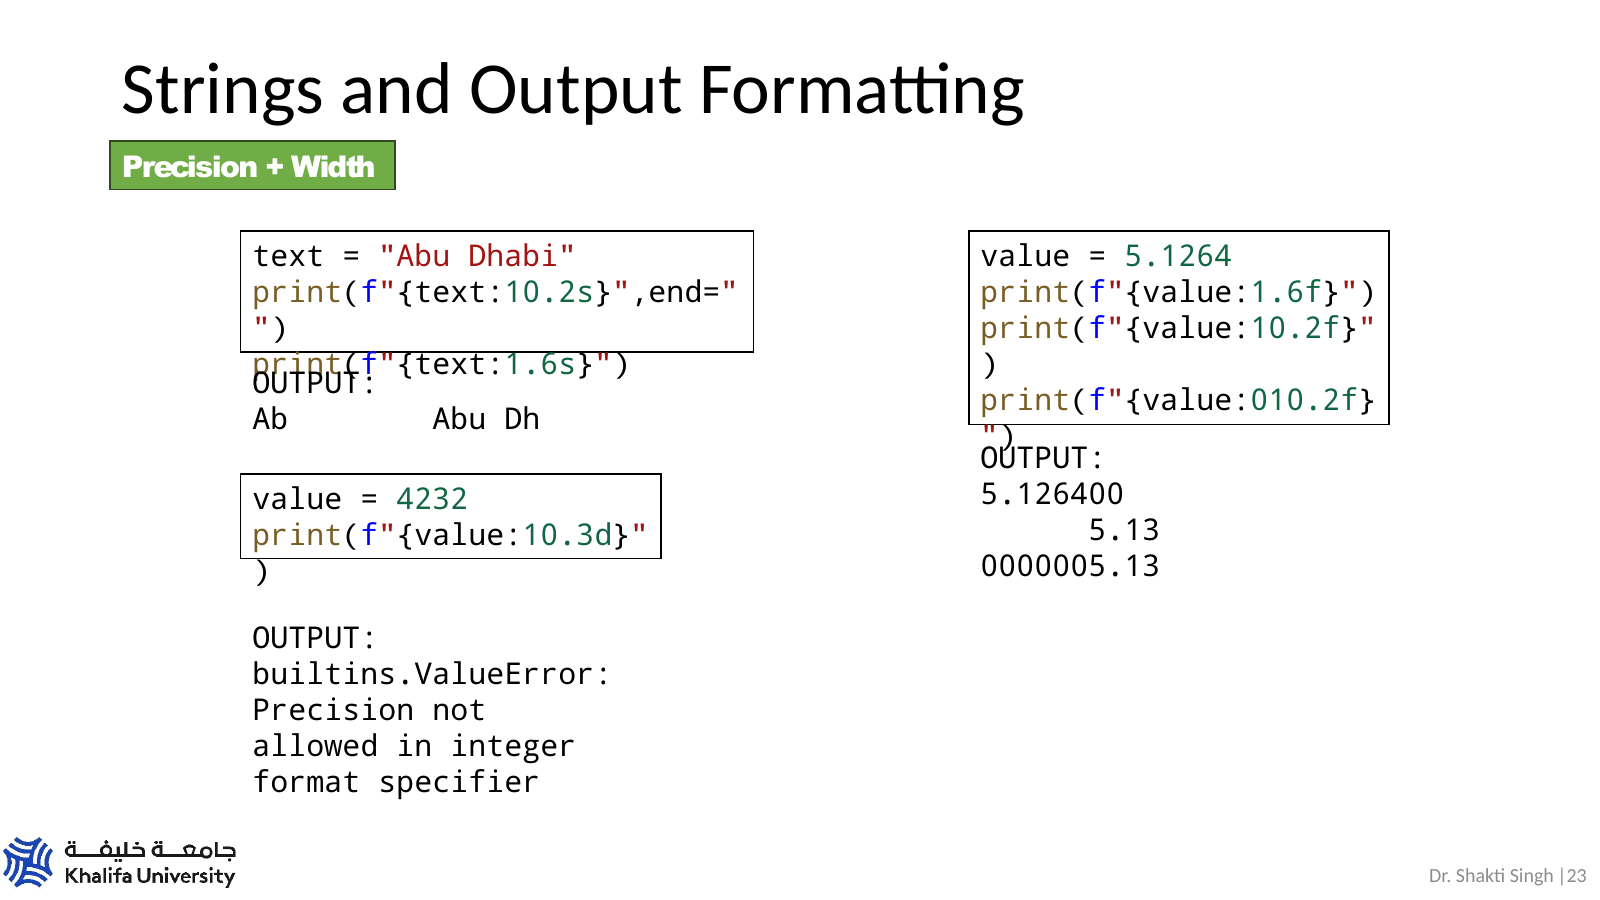 Strings and Output Formatting
Precision + Width
text = "Abu Dhabi"
print(f"{text:10.2s}",end="
")
print(f"{text:1.6s}")
OUTPUT:
Ab        Abu Dh
value = 4232
print(f"{value:10.3d}"
)
OUTPUT:
builtins.ValueError:
Precision not
allowed in integer
format specifier
value = 5.1264
print(f"{value:1.6f}")
print(f"{value:10.2f}"
)
print(f"{value:010.2f}
")
OUTPUT:
5.126400
      5.13
0000005.13
جامعة خليفة
Khalifa University
Dr. Shakti Singh |23